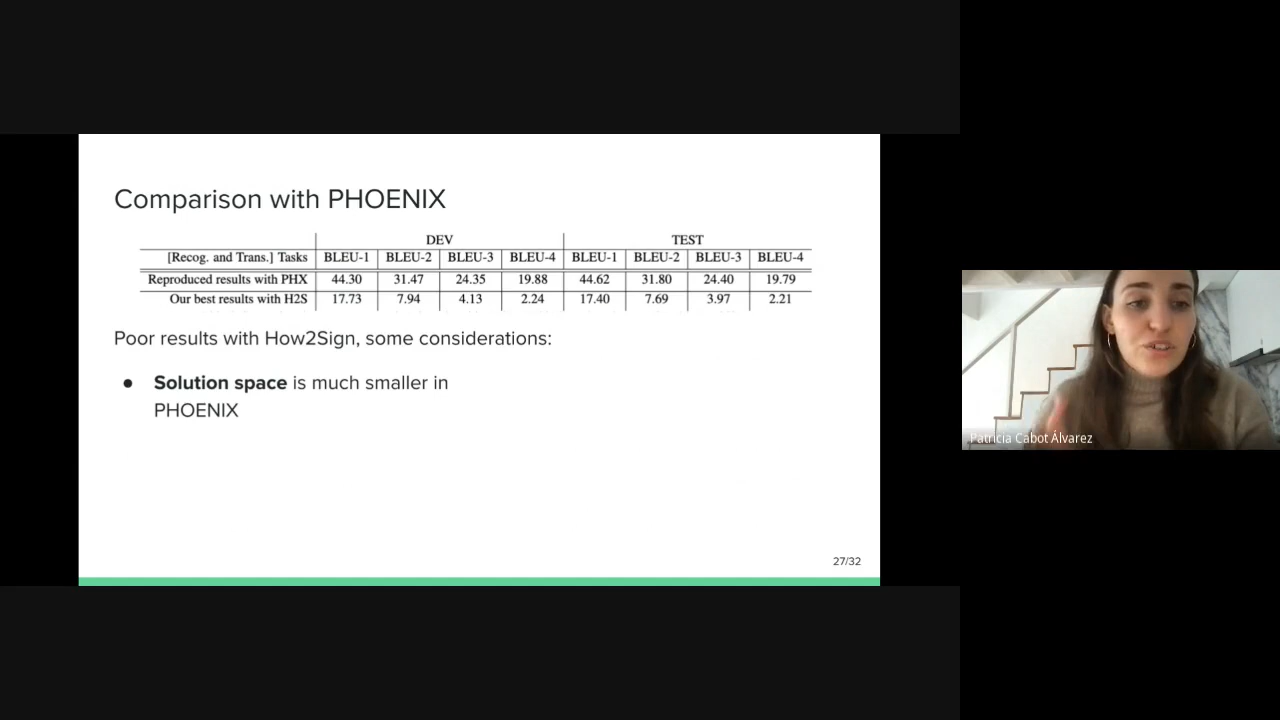 Comparison with PHOENIX
DEV TEST
[Recog. and Trans.] Tasks BLEU-1 BLEU-2 BLEU-3 BLEU-4 BLEU-1 BLEU-2 BLEU-3 BLEU-4
Reproduced results with PHX 44.30 31.47 24.35 19.88 44.62 31.80 24.40 19.79
Our best results with H2S 17.73 7.94 4.13 2.24 17.40 7.69 3.97 2.21
Poor results with How2Sign, some considerations:
● Solution space is much smaller in
PHOENIX
27/32
Patricia Cabot Álvarez